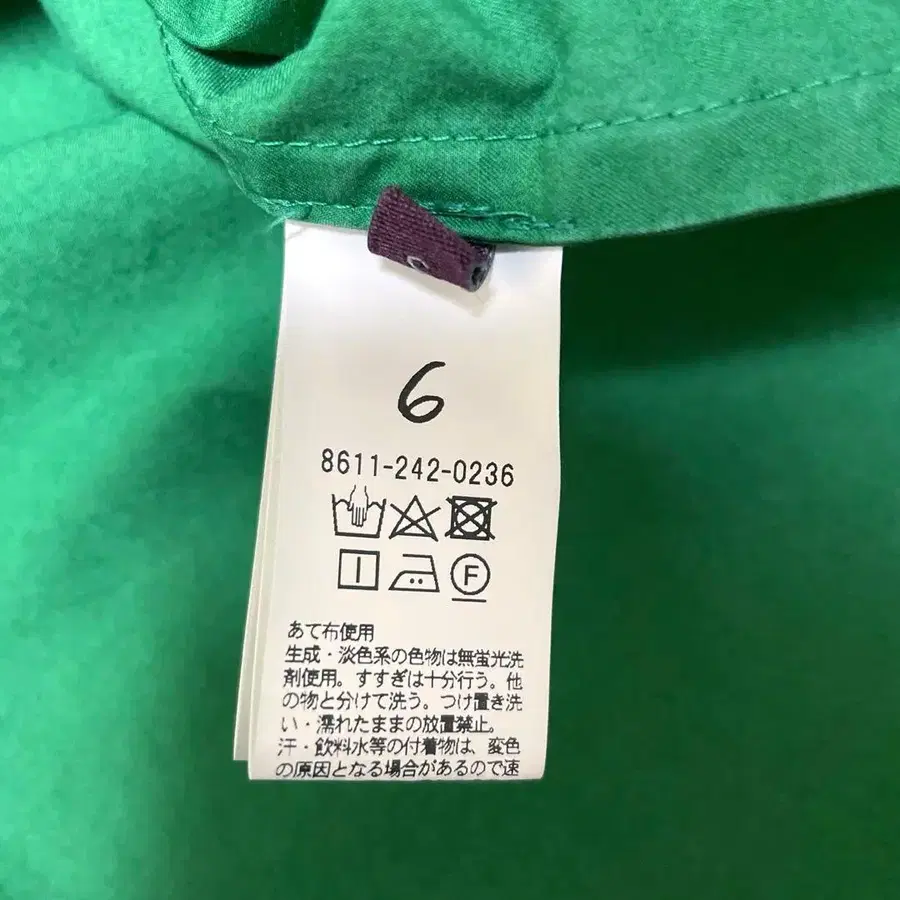 6
8611-242-0236
F
あて布使用
生成・淡色系の色物は無蛍光洗
剤使用。すすぎは十分行う。他
の物と分けて洗う。つけ置き洗
い・濡れたままの放置禁止。
汗・飲料水等の付着物は、変色
の原因となる場合があるので速